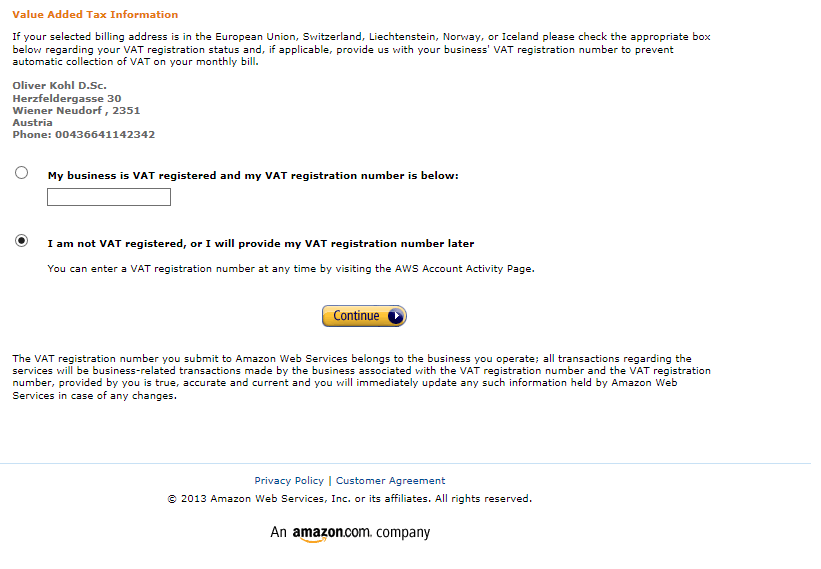 Value Added Tax Information
If your selected billing address is in the European Union, Switzerland, Liechtenstein, Norway, or Iceland please check the appropriate box
below regarding your VAT registration status and, if applicable, provide us with your business' VAT registration number to prevent
automatic collection of VAT on your monthly bill.
Oliver Kohl D.Sc.
Herzfeldergasse 30
Wiener Neudorf , 2351
Austria
Phone: 00436641142342
My business is VAT registered and my VAT registration number is below:
I am not VAT registered, or I will provide my VAT registration number later
You can enter a VAT registration number at any time by visiting the AWS Account Activity Page.
Continue
The VAT registration number you submit to Amazon Web Services belongs to the business you operate; all transactions regarding the
services will be business-related transactions made by the business associated with the VAT registration number and the VAT registration
number, provided by you is true, accurate and current and you will immediately update any such information held by Amazon Web
Services in case of any changes.
Privacy Policy | Customer Agreement
© 2013 Amazon Web Services, Inc. or its affiliates. All rights reserved.
An amazon.com. company